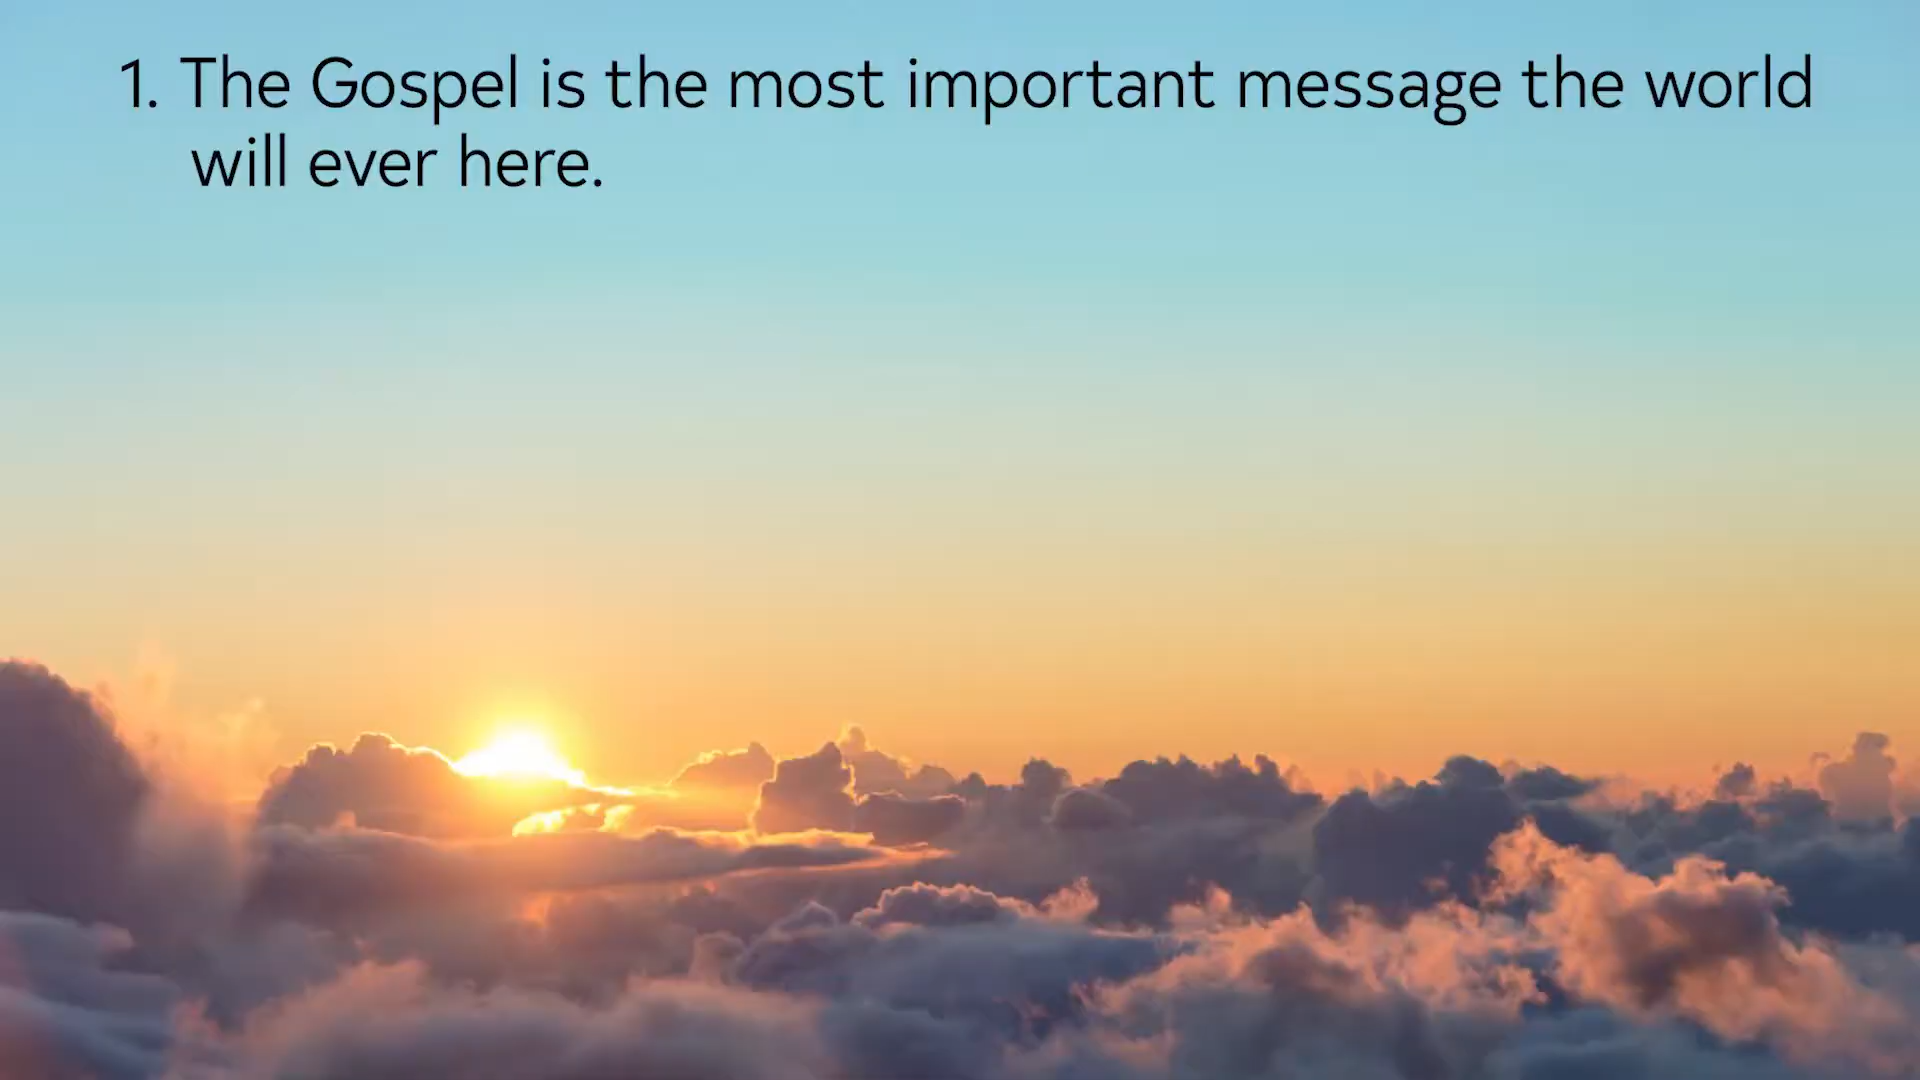 1. The Gospel is the most important message the world
will ever here.